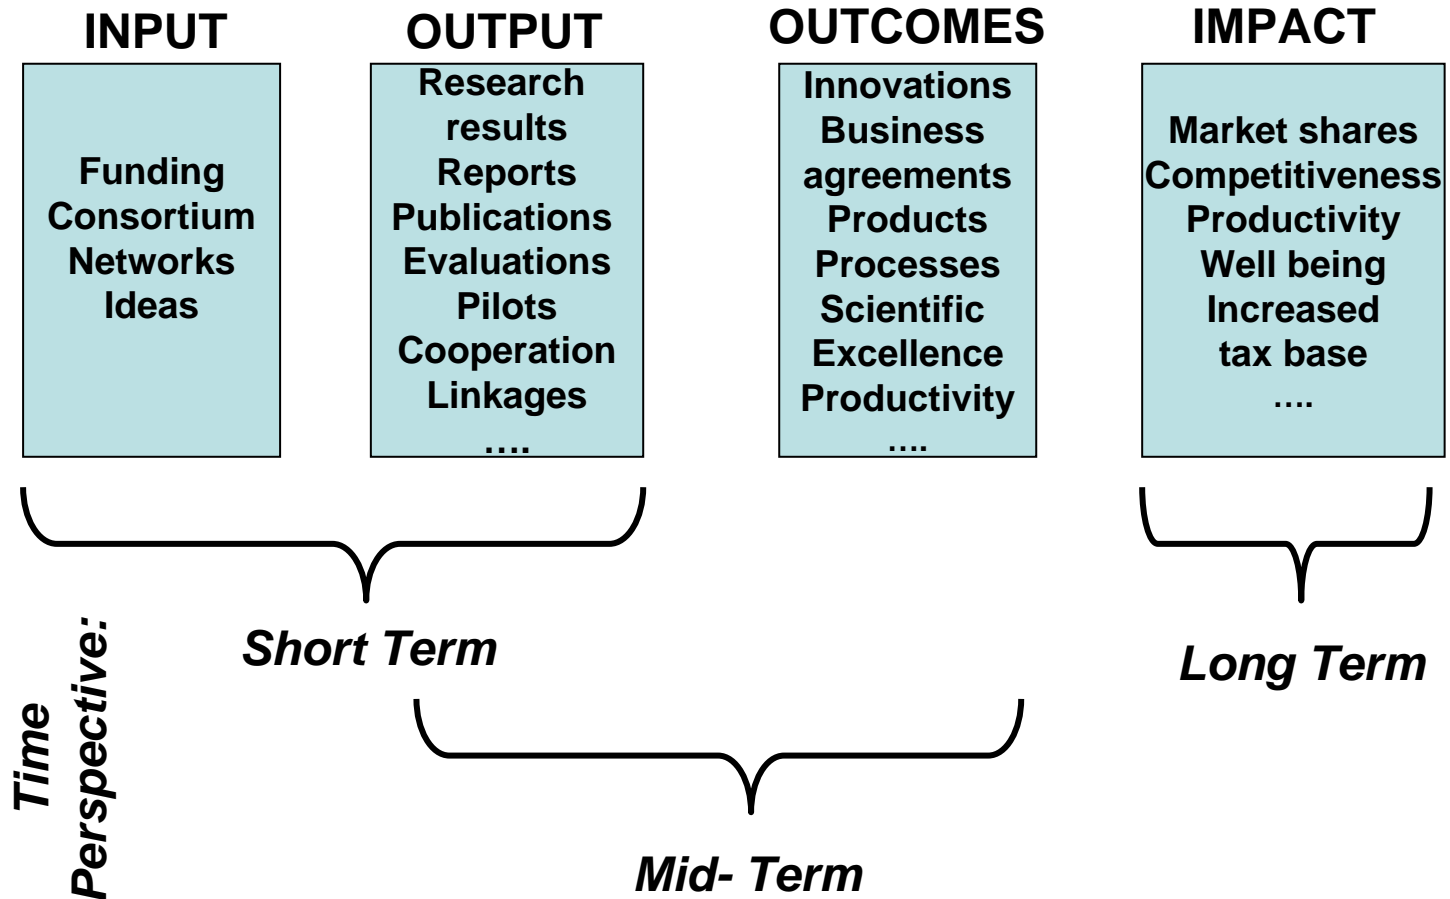 INPUT
Funding
Consortium
Networks
Ideas
OUTPUT
Research
results
Reports
Publications
Evaluations
Pilots
Cooperation
Linkages
....
OUTCOMES
Innovations
Business
agreements
Products
Processes
Scientific
Excellence
Productivity
....
IMPACT
Market shares
Competitiveness
Productivity
Well being
Increased
tax base
....
Time
Perspective:
Short Term
Mid- Term
Long Term